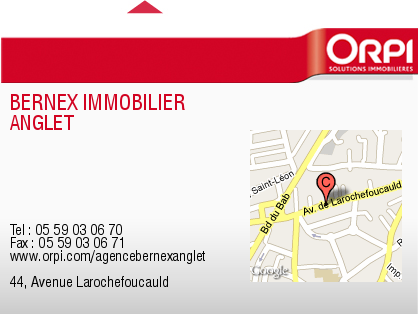 ORPI
SOLUTIONS IMMOBILIÈRES
BERNEX IMMOBILIER
ANGLET
Saint-Léon
C
Av. de Larochefoucauld
Bd du Bab
Google
Tel : 05 59 03 06 70
Fax : 05 59 03 06 71
www.orpi.com/agencebernexanglet
44, Avenue Larochefoucauld